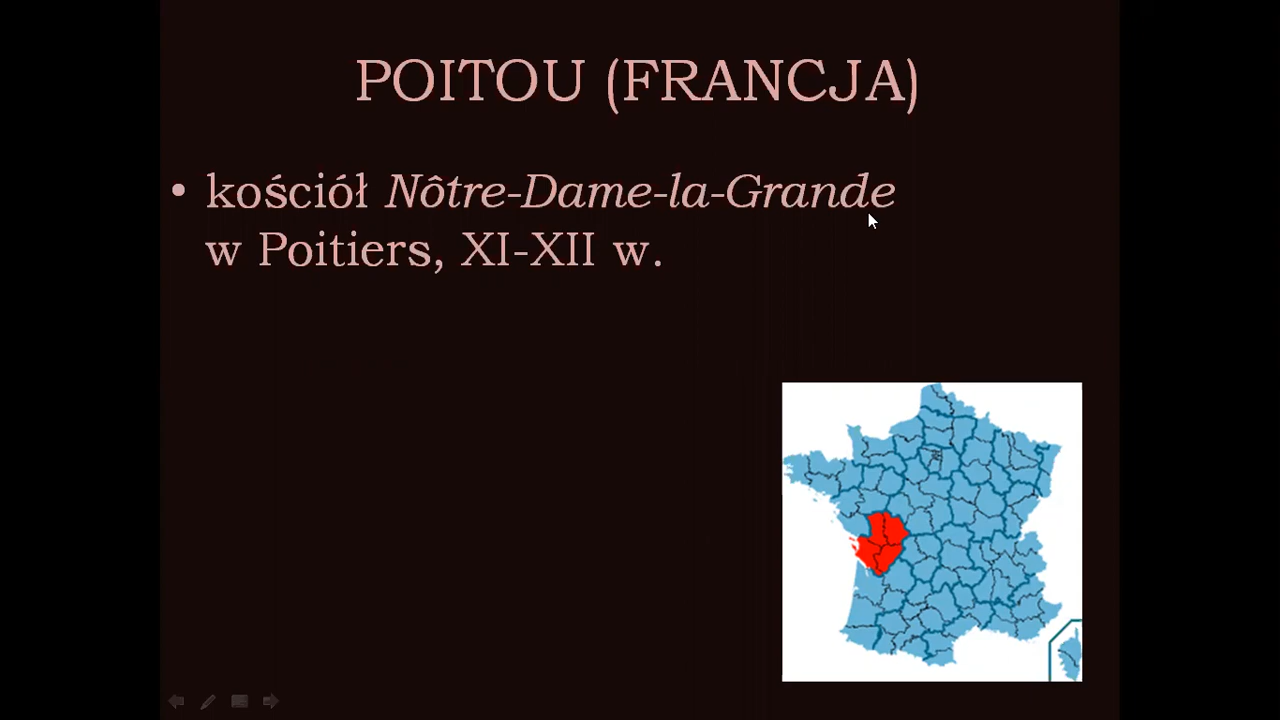 POITOU (FRANCJA)
• kościół Nôtre-Dame-la-Grande
w Poitiers, XI-XII w.